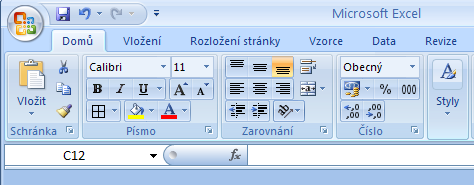 Microsoft Excel
Domů Vložení Rozložení stránky Vzorce Data Revize
Calibri 11 Obecný
B I U A A % 000
Vložit A Styly
Schránka Písmo Zarovnání Číslo
C12 fx